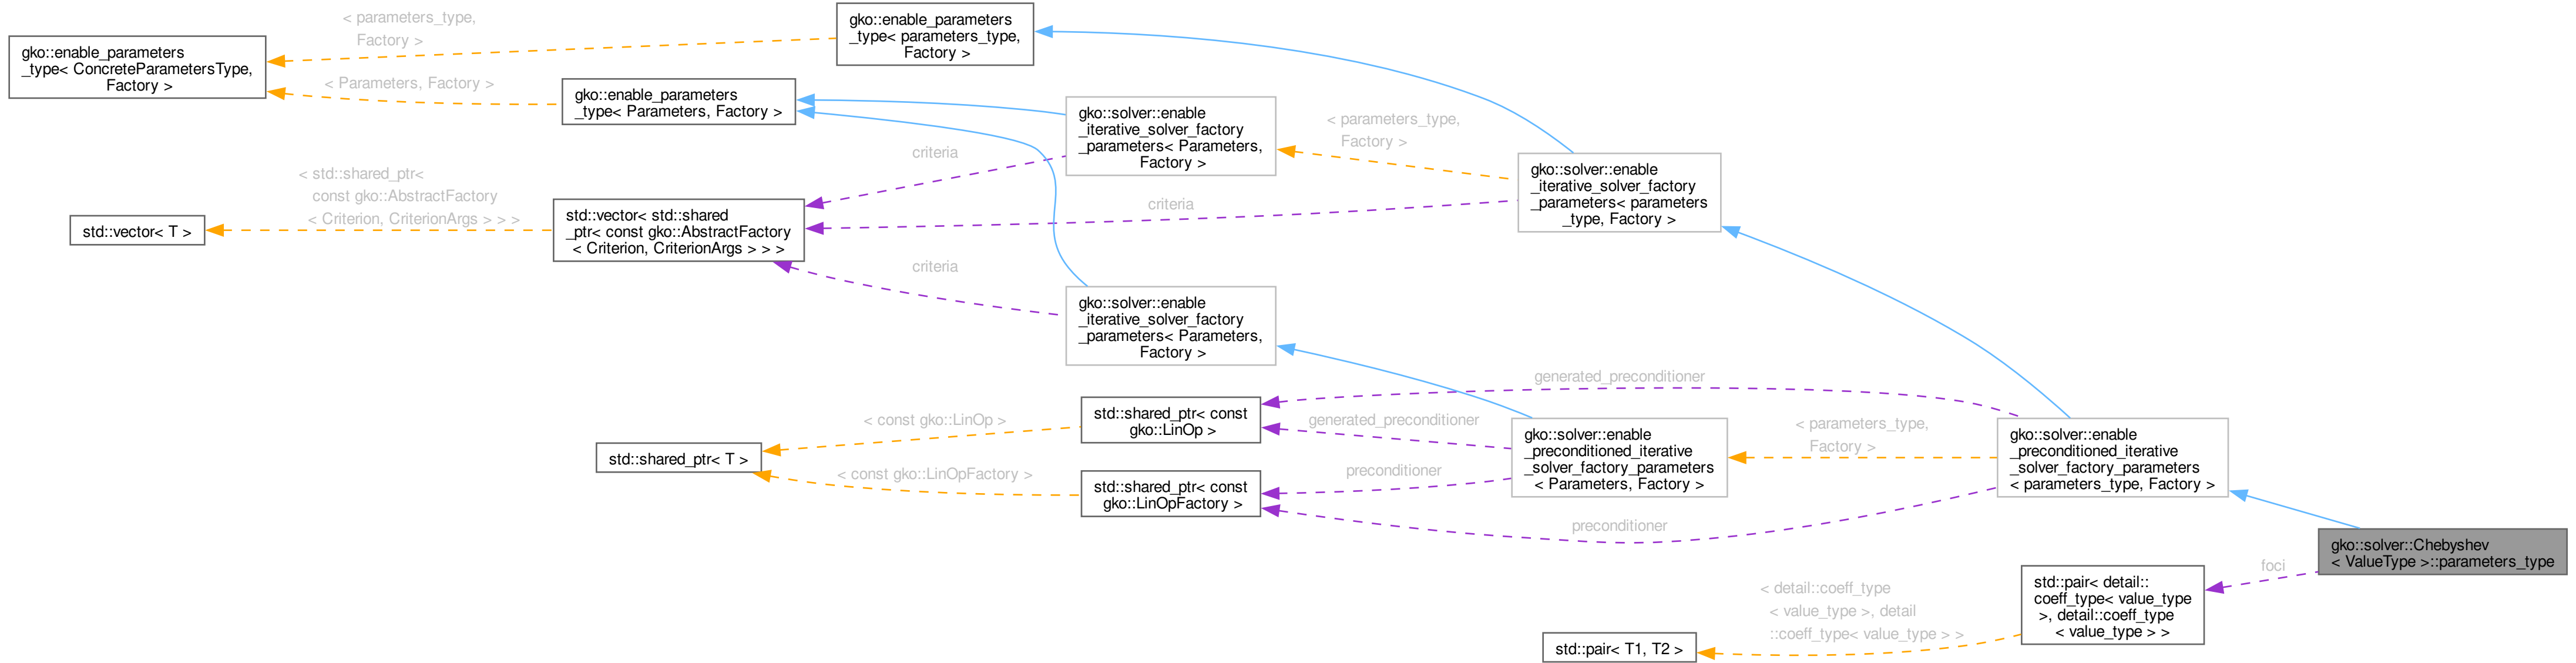 < parameters_type,
Factory >
gko::enable_parameters
_type< parameters_type,
Factory >
gko::enable_parameters
_type< ConcreteParametersType,
Factory >
< Parameters, Factory >
gko::enable_parameters
_type< Parameters, Factory >
gko::solver::enable
_iterative_solver_factory
_parameters< Parameters,
Factory >
< parameters_type,
Factory >
criteria
gko::solver::enable
_iterative_solver_factory
_parameters< parameters
_type, Factory >
< std::shared_ptr<
const gko::AbstractFactory
< Criterion, CriterionArgs > > >
std::vector< T >
std::vector< std::shared
_ptr< const gko::AbstractFactory
< Criterion, CriterionArgs > > >
criteria
criteria
gko::solver::enable
_iterative_solver_factory
_parameters< Parameters,
Factory >
generated_preconditioner
std::shared_ptr< const
gko::LinOp >
< const gko::LinOp >
generated_preconditioner
std::shared_ptr< T >
< const gko::LinOpFactory >
std::shared_ptr< const
gko::LinOpFactory >
preconditioner
gko::solver::enable
_preconditioned_iterative
_solver_factory_parameters
< Parameters, Factory >
< parameters_type,
Factory >
gko::solver::enable
_preconditioned_iterative
_solver_factory_parameters
< parameters_type, Factory >
preconditioner
gko::solver::Chebyshev
< ValueType >::parameters_type
foci
std::pair< detail::
coeff_type< value_type
>, detail::coeff_type
< value_type > >
< detail::coeff_type
< value_type >, detail
::coeff_type< value_type > >
std::pair< T1, T2 >